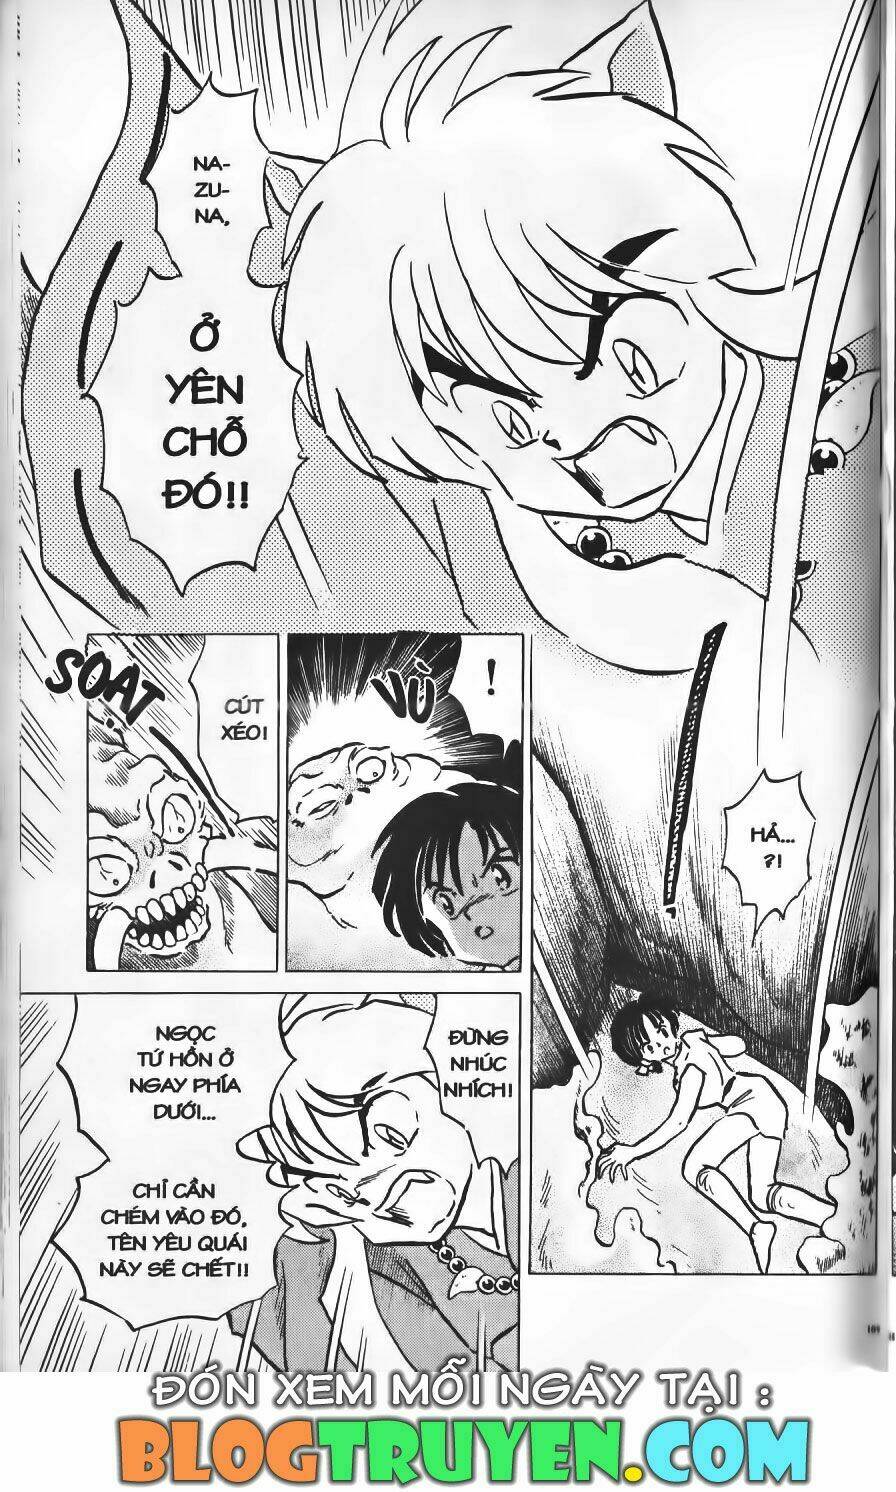 NA-
ZU-
NA,
Ở
YÊN
CHỖ
ĐÓ!!
HẢ...
?!
!
VÙ
CÚT
XÉO!
SOẠT
ĐỪNG
NHÚC
NHÍCH!
NGỌC
TỨ HỒN Ở
NGAY PHÍA
DƯỚI...
CHỈ CẦN
CHÉM VÀO ĐÓ,
TÊN YÊU QUÁI
NÀY SẼ CHẾT!!
109
ĐÓN XEM MỖI NGÀY TẠI :
BLOGTRUYEN.COM